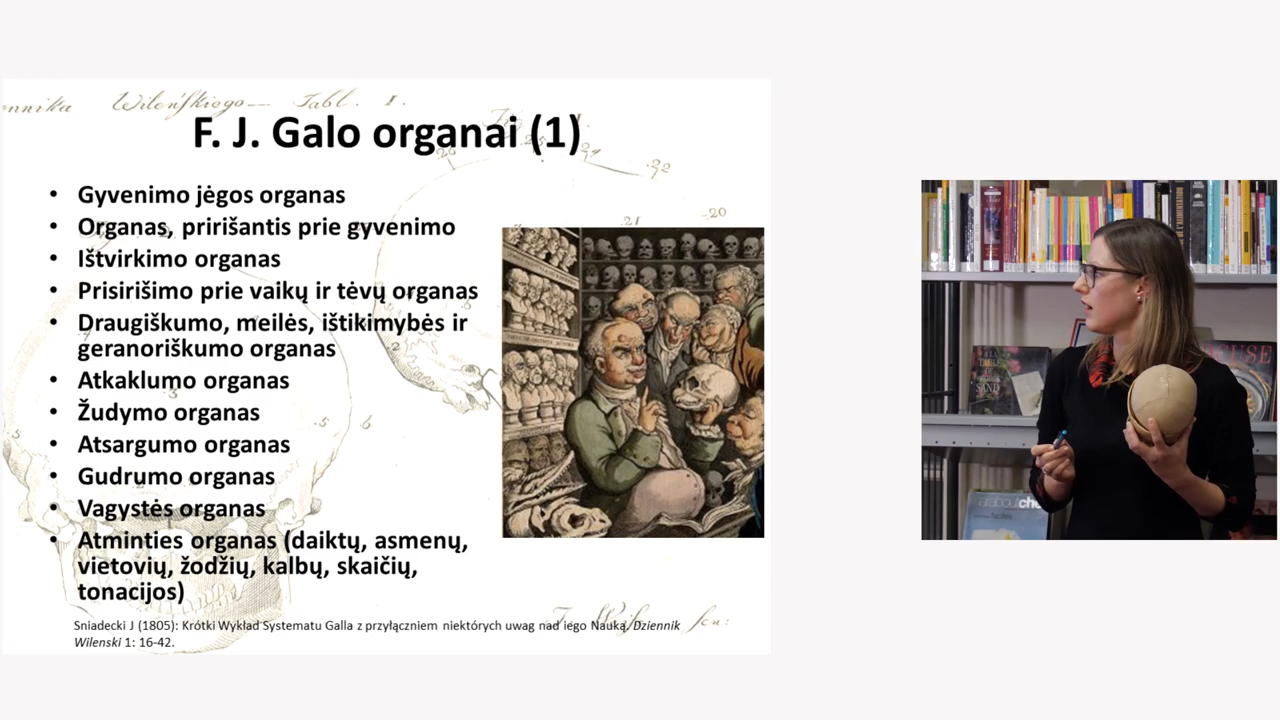 ennika Wileńskiego— Tabl. I.
F. J. Galo organai (1)
• Gyvenimo jėgos organas
• Organas, pririšantis prie gyvenimo
• Ištvirkimo organas
• Prisirišimo prie vaikų ir tėvų organas
• Draugiškumo, meilės, ištikimybės ir
geranoriškumo organas
• Atkaklumo organas
• Žudymo organas
• Atsargumo organas
• Gudrumo organas
• Vagystės organas
• Atminties organas (daiktų, asmenų,
vietovių, žodžių, kalbų, skaičių,
tonacijos)
Sniadecki J (1805): Krótki Wykład Systematu Galla z przyłączniem niektórych uwag nad iego Nauką, Dziennik
Wilenski 1: 16-42.